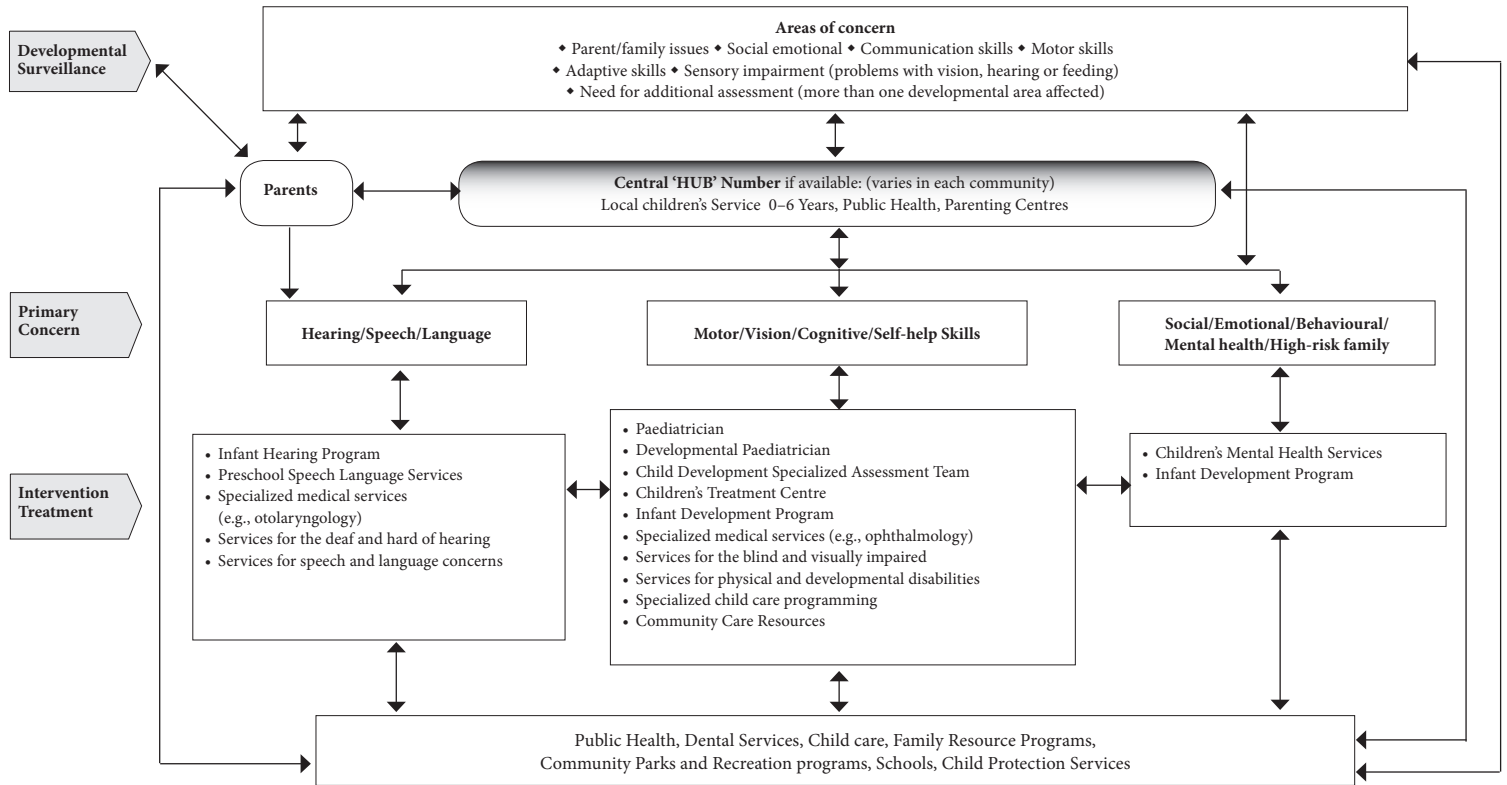 Developmental
Surveillance
Areas of concern
◆ Parent/family issues ◆ Social emotional ◆ Communication skills ◆ Motor skills
◆ Adaptive skills ◆ Sensory impairment (problems with vision, hearing or feeding)
◆ Need for additional assessment (more than one developmental area affected)
Parents
Central ‘HUB’ Number if available: (varies in each community)
Local children’s Service 0–6 Years, Public Health, Parenting Centres
Primary
Concern
Hearing/Speech/Language
Motor/Vision/Cognitive/Self-help Skills
Social/Emotional/Behavioural/
Mental health/High-risk family
Intervention
Treatment
• Infant Hearing Program
• Preschool Speech Language Services
• Specialized medical services
(e.g., otolaryngology)
• Services for the deaf and hard of hearing
• Services for speech and language concerns
• Paediatrician
• Developmental Paediatrician
• Child Development Specialized Assessment Team
• Children’s Treatment Centre
• Infant Development Program
• Specialized medical services (e.g., ophthalmology)
• Services for the blind and visually impaired
• Services for physical and developmental disabilities
• Specialized child care programming
• Community Care Resources
• Children’s Mental Health Services
• Infant Development Program
Public Health, Dental Services, Child care, Family Resource Programs,
Community Parks and Recreation programs, Schools, Child Protection Services